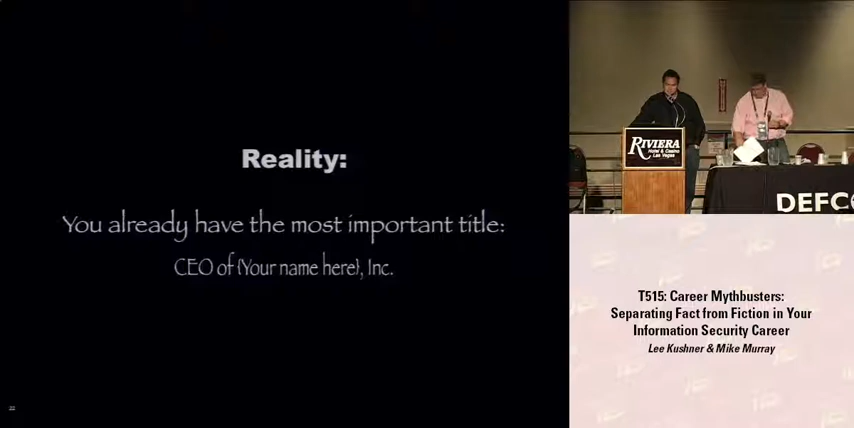 Reality:
You already have the most important title:
CEO of {Your name here}, Inc.
RIVIERA
Hotel & Casino
Las Vegas
DEFC
T515: Career Mythbusters:
Separating Fact from Fiction in Your
Information Security Career
Lee Kushner & Mike Murray